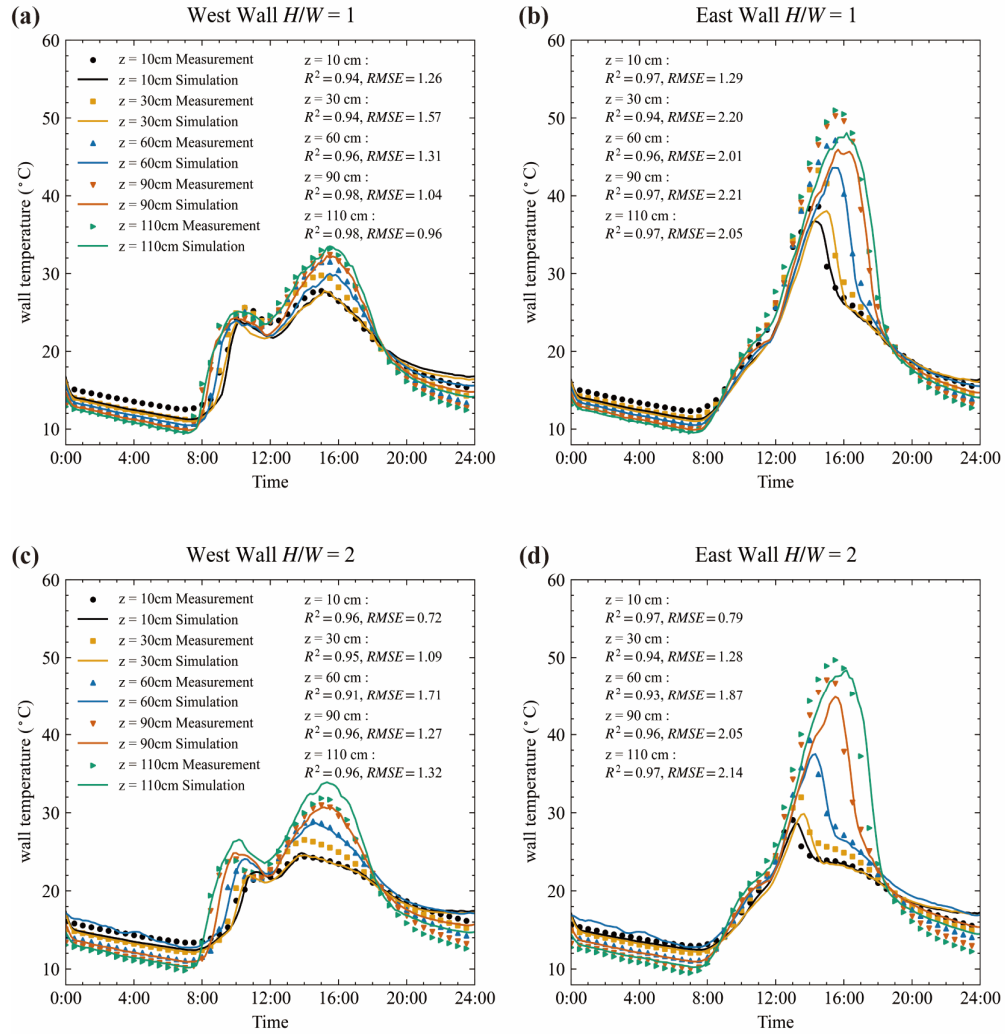 (a)
West Wall H/W = 1
z = 10cm Measurement
z = 10cm Simulation
z = 30cm Measurement
z = 30cm Simulation
z = 60cm Measurement
z = 60cm Simulation
z = 90cm Measurement
z = 90cm Simulation
z = 110cm Measurement
z = 110cm Simulation
z = 10 cm :
R²=0.94, RMSE=1.26
z = 30 cm :
R²=0.94, RMSE=1.57
z = 60 cm :
R²=0.96, RMSE=1.31
z = 90 cm :
R²=0.98, RMSE=1.04
z = 110 cm :
R²=0.98, RMSE=0.96
wall temperature (°C)
60
50
40
30
20
10
0:00 4:00 8:00 12:00 16:00 20:00 24:00
Time
(b)
East Wall H/W = 1
z = 10 cm :
R²=0.97, RMSE=1.29
z = 30 cm :
R²=0.94, RMSE=2.20
z = 60 cm :
R²=0.96, RMSE=2.01
z = 90 cm :
R²=0.97, RMSE=2.21
z = 110 cm :
R²=0.97, RMSE=2.05
wall temperature (°C)
60
50
40
30
20
10
0:00 4:00 8:00 12:00 16:00 20:00 24:00
Time
(c)
West Wall H/W = 2
z = 10cm Measurement
z = 10cm Simulation
z = 30cm Measurement
z = 30cm Simulation
z = 60cm Measurement
z = 60cm Simulation
z = 90cm Measurement
z = 90cm Simulation
z = 110cm Measurement
z = 110cm Simulation
z = 10 cm :
R²=0.96, RMSE=0.72
z = 30 cm :
R²=0.95, RMSE=1.09
z = 60 cm :
R²=0.91, RMSE=1.71
z = 90 cm :
R²=0.96, RMSE=1.27
z = 110 cm :
R²=0.96, RMSE=1.32
wall temperature (°C)
60
50
40
30
20
10
0:00 4:00 8:00 12:00 16:00 20:00 24:00
Time
(d)
East Wall H/W = 2
z = 10 cm :
R²=0.97, RMSE=0.79
z = 30 cm :
R²=0.94, RMSE=1.28
z = 60 cm :
R²=0.93, RMSE=1.87
z = 90 cm :
R²=0.96, RMSE=2.05
z = 110 cm :
R²=0.97, RMSE=2.14
wall temperature (°C)
60
50
40
30
20
10
0:00 4:00 8:00 12:00 16:00 20:00 24:00
Time